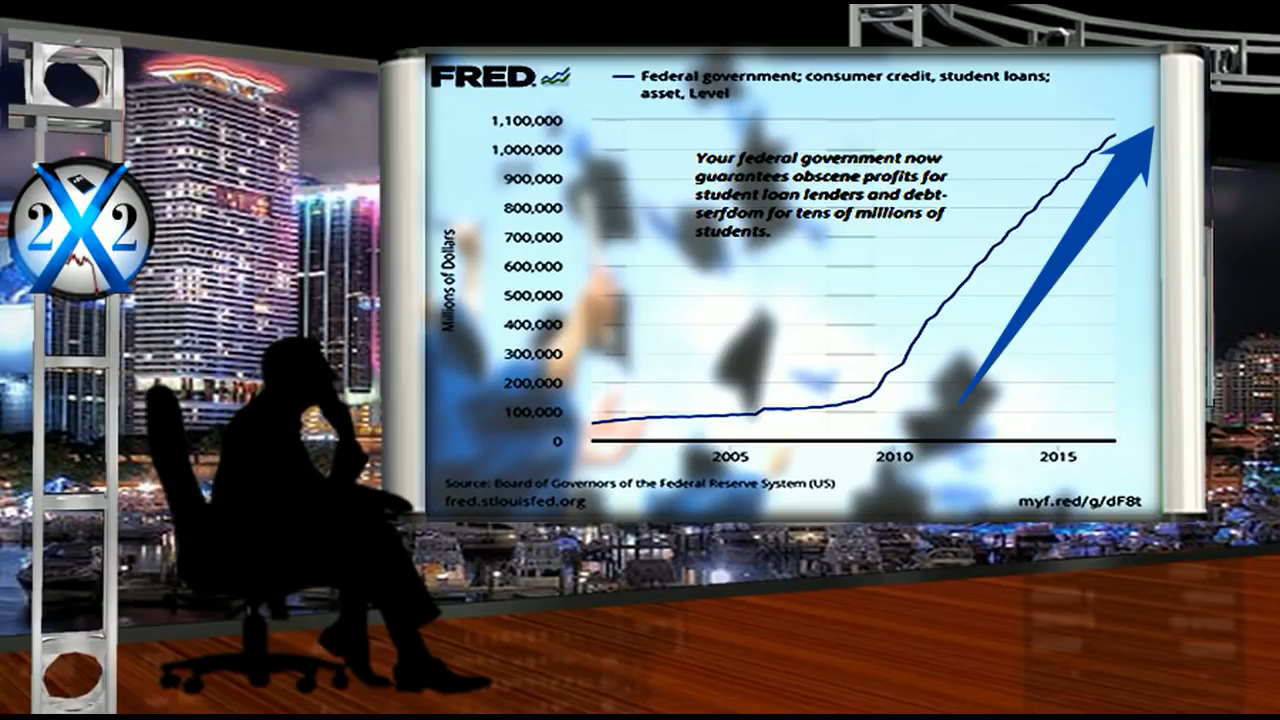 FRED
Federal government; consumer credit, student loans;
asset, Level
1,100,000
1,000,000
900,000
800,000
700,000
600,000
500,000
400,000
300,000
200,000
100,000
0
Millions of Dollars
Your federal government now
guarantees obscene profits for
student loan lenders and debt-
serfdom for tens of millions of
students.
2005
2010
2015
Source: Board of Governors of the Federal Reserve System (US)
fred.stlouisfed.org
myf.red/g/dF8t
2X2